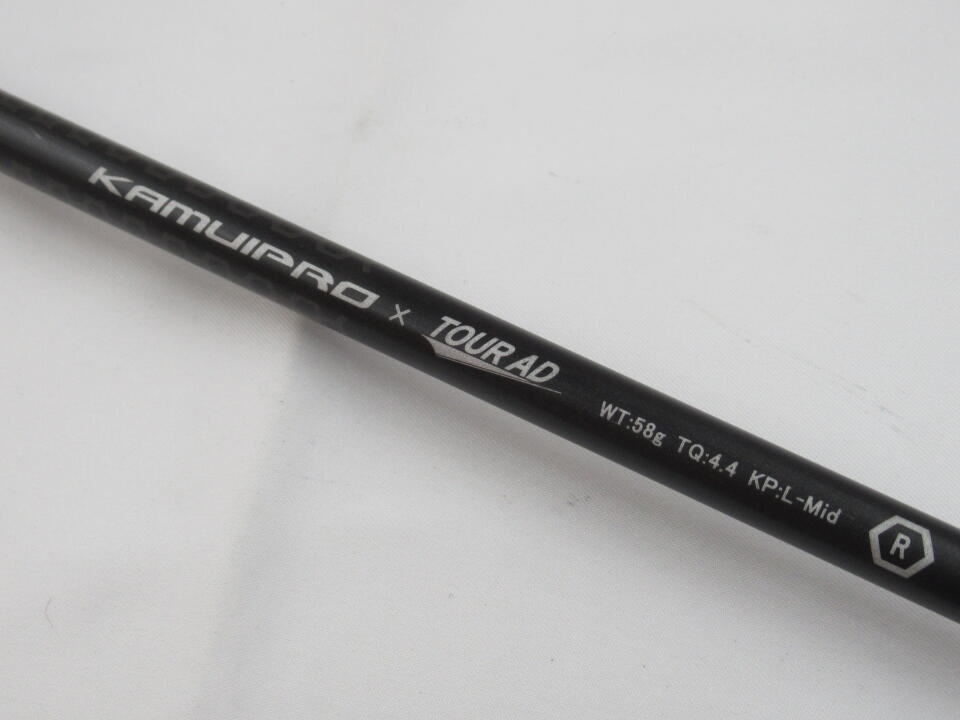 KAMUIPRO x TOUR AD WT:58g TQ:4.4 KP:L-Mid R